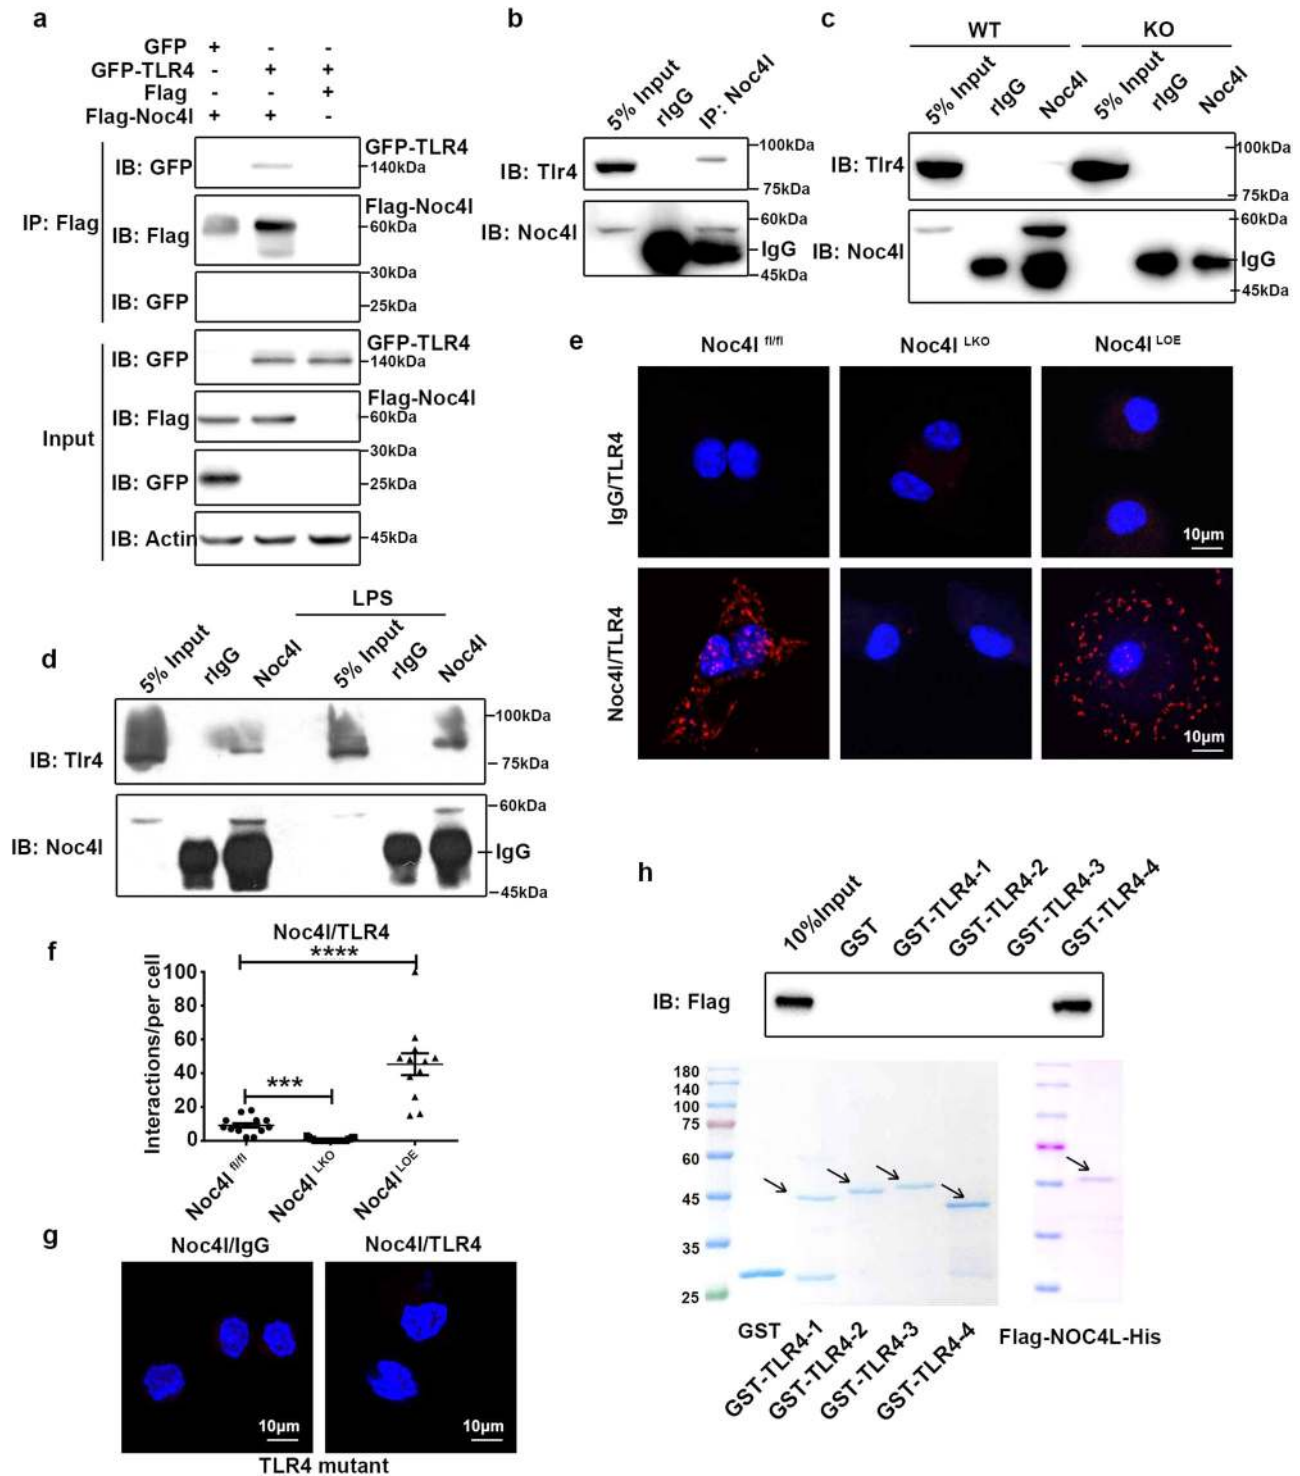 a
GFP + - -
GFP-TLR4 - + +
Flag - - +
Flag-Noc4l + + -
IP: Flag
IB: GFP
GFP-TLR4
140kDa
IB: Flag
Flag-Noc4l
60kDa
IB: GFP
30kDa
25kDa
Input
IB: GFP
GFP-TLR4
140kDa
IB: Flag
Flag-Noc4l
60kDa
IB: GFP
30kDa
25kDa
IB: Actin
45kDa
b
5% Input
rIgG
IP: Noc4l
IB: Tlr4
100kDa
75kDa
IB: Noc4l
60kDa
IgG
45kDa
c
WT
KO
5% Input
rIgG
Noc4l
5% Input
rIgG
Noc4l
IB: Tlr4
100kDa
75kDa
IB: Noc4l
60kDa
IgG
45kDa
d
LPS
5% Input
rIgG
Noc4l
5% Input
rIgG
Noc4l
IB: Tlr4
100kDa
75kDa
IB: Noc4l
60kDa
IgG
45kDa
e
Noc4l fl/fl
Noc4l LKO
Noc4l LOE
IgG/TLR4
10μm
Noc4l/TLR4
10μm
f
Noc4l/TLR4
****
***
Interactions/per cell
100
80
60
40
20
0
Noc4l fl/fl
Noc4l LKO
Noc4l LOE
g
Noc4l/IgG
Noc4l/TLR4
10μm
10μm
TLR4 mutant
h
10%Input
GST
GST-TLR4-1
GST-TLR4-2
GST-TLR4-3
GST-TLR4-4
IB: Flag
180
140
100
75
60
45
35
25
GST
GST-TLR4-1
GST-TLR4-2
GST-TLR4-3
GST-TLR4-4
Flag-NOC4L-His